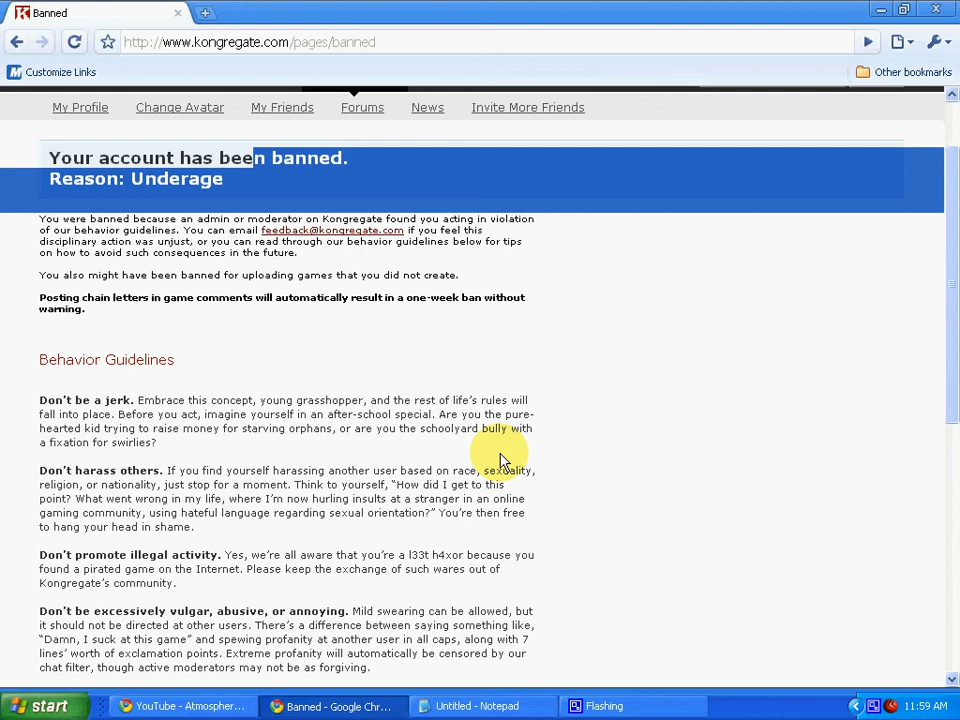 Banned
http://www.kongregate.com/pages/banned
Customize Links
Other bookmarks
My Profile Change Avatar My Friends Forums News Invite More Friends
Your account has been banned.
Reason: Underage
You were banned because an admin or moderator on Kongregate found you acting in violation
of our behavior guidelines. You can email feedback@kongregate.com if you feel this
disciplinary action was unjust, or you can read through our behavior guidelines below for tips
on how to avoid such consequences in the future.
You also might have been banned for uploading games that you did not create.
Posting chain letters in game comments will automatically result in a one-week ban without
warning.
Behavior Guidelines
Don't be a jerk. Embrace this concept, young grasshopper, and the rest of life's rules will
fall into place. Before you act, imagine yourself in an after-school special. Are you the pure-
hearted kid trying to raise money for starving orphans, or are you the schoolyard bully with
a fixation for swirlies?
Don't harass others. If you find yourself harassing another user based on race, sexuality,
religion, or nationality, just stop for a moment. Think to yourself, “How did I get to this
point? What went wrong in my life, where I'm now hurling insults at a stranger in an online
gaming community, using hateful language regarding sexual orientation?” You're then free
to hang your head in shame.
Don't promote illegal activity. Yes, we're all aware that you're a l33t h4xor because you
found a pirated game on the Internet. Please keep the exchange of such wares out of
Kongregate's community.
Don't be excessively vulgar, abusive, or annoying. Mild swearing can be allowed, but
it should not be directed at other users. There's a difference between saying something like,
“Damn, I suck at this game” and spewing profanity at another user in all caps, along with 7
lines' worth of exclamation points. Extreme profanity will automatically be censored by our
chat filter, though active moderators may not be as forgiving.
start YouTube - Atmospher... Banned - Google Chr... Untitled - Notepad Flashing 11:59 AM